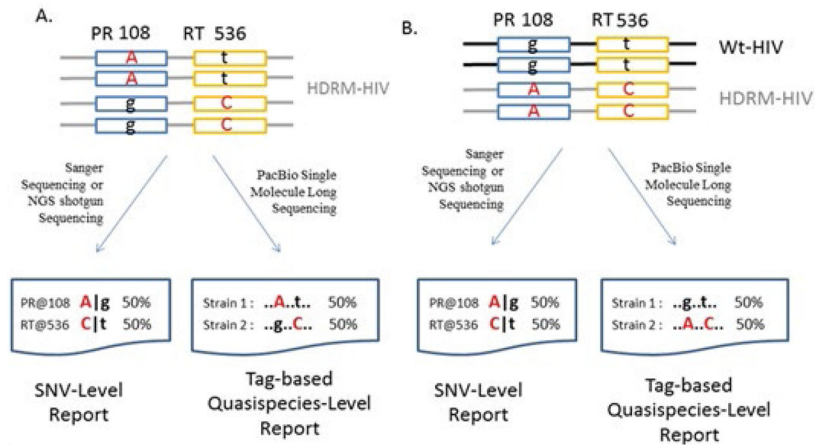 A.
PR 108 RT 536
A t
A t
g C
g C
HDRM-HIV
Sanger
Sequencing or
NGS shotgun
Sequencing
PacBio Single
Molecule Long
Sequencing
PR@108 A|g 50%
RT@536 C|t 50%
Strain 1 : ..A..t.. 50%
Strain 2 : ..g..C.. 50%
SNV-Level
Report
Tag-based
Quasispecies-Level
Report
B.
PR 108 RT 536
g t
g t
Wt-HIV
A C
A C
HDRM-HIV
Sanger
Sequencing or
NGS shotgun
Sequencing
PacBio Single
Molecule Long
Sequencing
PR@108 A|g 50%
RT@536 C|t 50%
Strain 1 : ..g..t.. 50%
Strain 2 : ..A..C.. 50%
SNV-Level
Report
Tag-based
Quasispecies-Level
Report